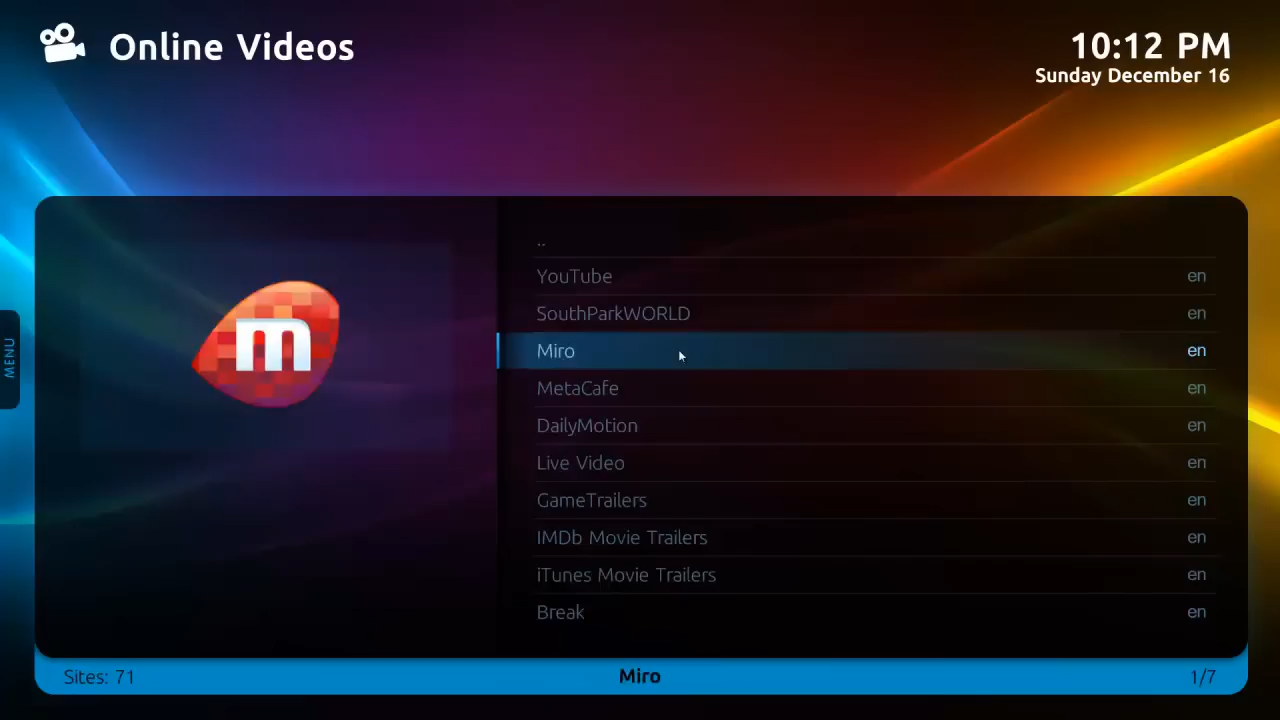 Online Videos
10:12 PM
Sunday December 16
MENU
m
..
YouTube en
SouthParkWORLD en
Miro en
MetaCafe en
DailyMotion en
Live Video en
GameTrailers en
IMDb Movie Trailers en
iTunes Movie Trailers en
Break en
Sites: 71 Miro 1/7